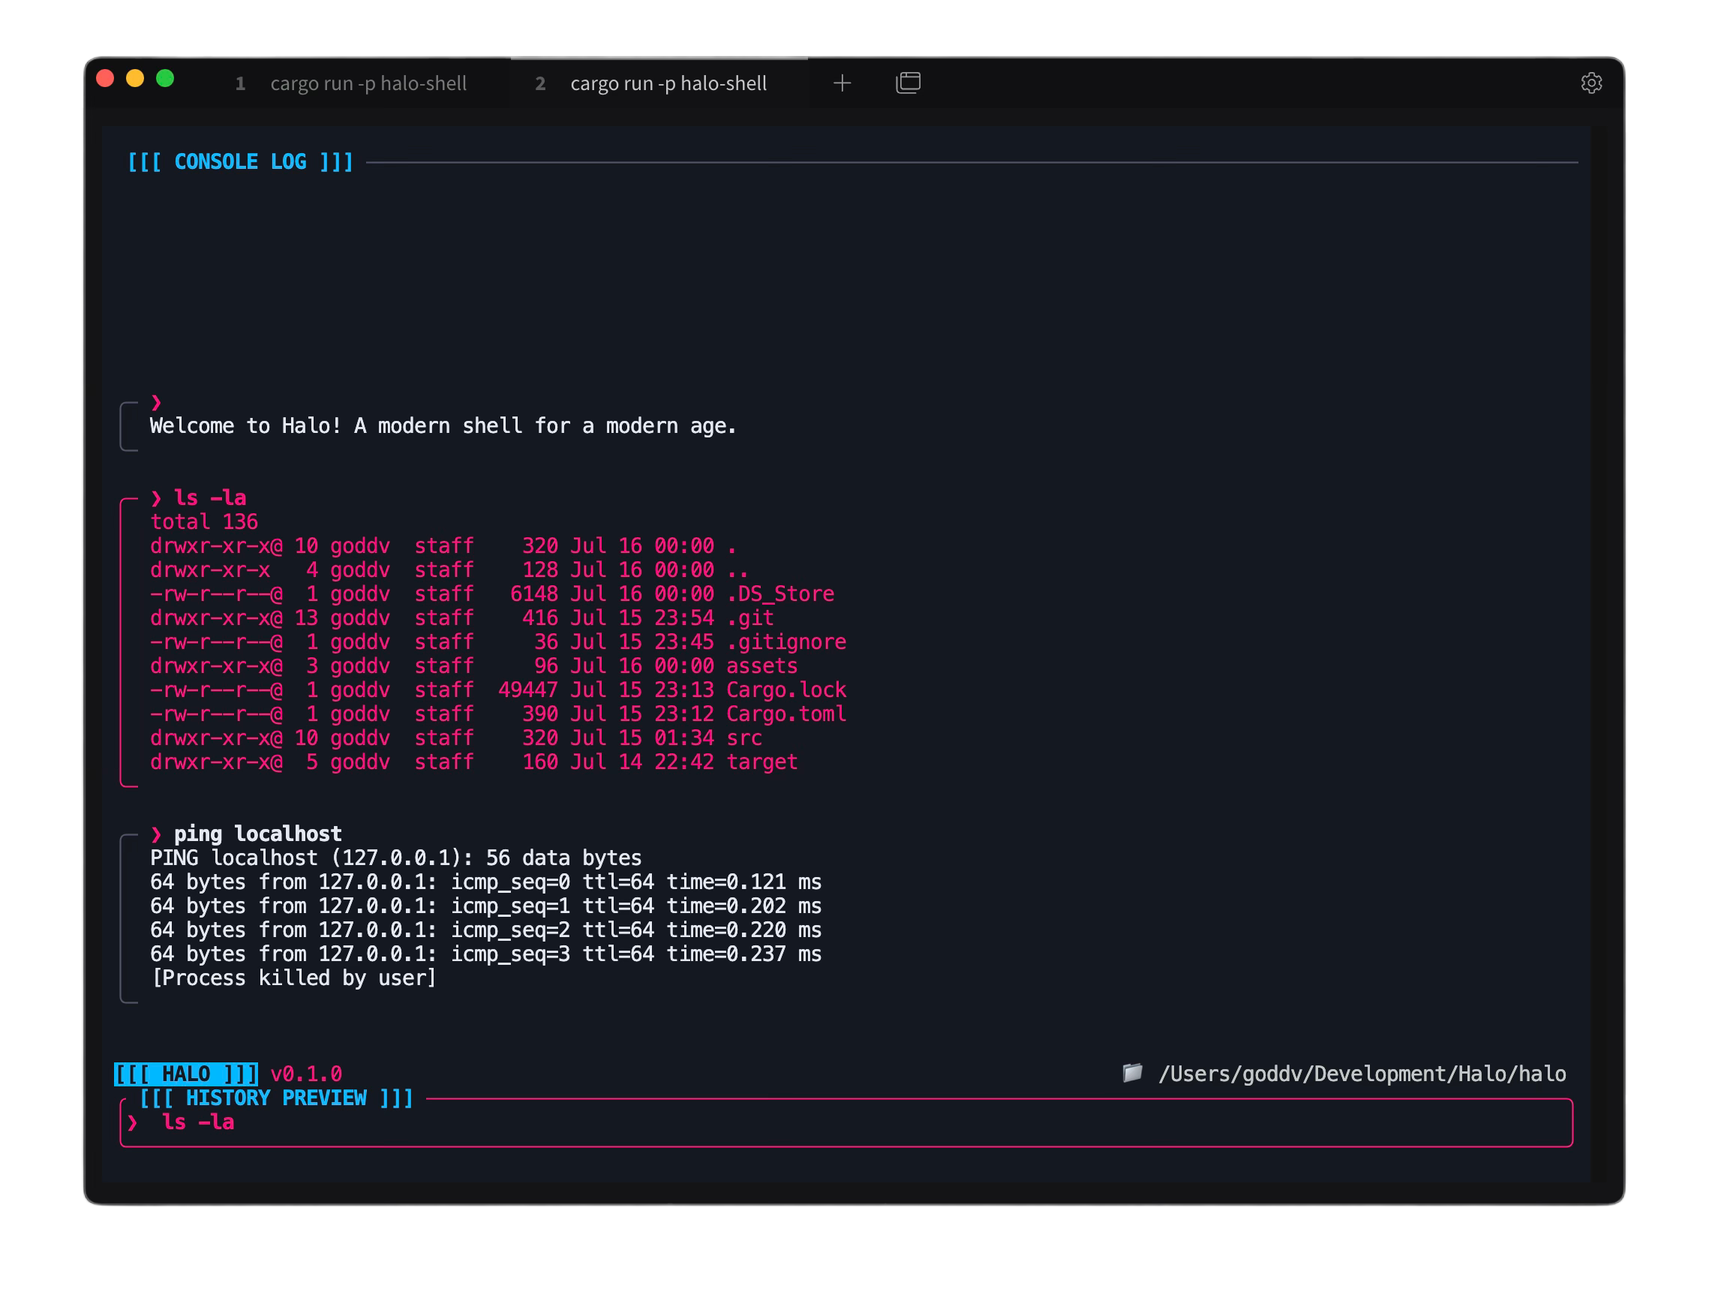 1 cargo run -p halo-shell 2 cargo run -p halo-shell
[[[ CONSOLE LOG ]]]
❯
Welcome to Halo! A modern shell for a modern age.
❯ ls -la
total 136
drwxr-xr-x@ 10 goddv  staff    320 Jul 16 00:00 .
drwxr-xr-x   4 goddv  staff    128 Jul 16 00:00 ..
-rw-r--r--@  1 goddv  staff   6148 Jul 16 00:00 .DS_Store
drwxr-xr-x@ 13 goddv  staff    416 Jul 15 23:54 .git
-rw-r--r--@  1 goddv  staff     36 Jul 15 23:45 .gitignore
drwxr-xr-x@  3 goddv  staff     96 Jul 16 00:00 assets
-rw-r--r--@  1 goddv  staff  49447 Jul 15 23:13 Cargo.lock
-rw-r--r--@  1 goddv  staff    390 Jul 15 23:12 Cargo.toml
drwxr-xr-x@ 10 goddv  staff    320 Jul 15 01:34 src
drwxr-xr-x@  5 goddv  staff    160 Jul 14 22:42 target
❯ ping localhost
PING localhost (127.0.0.1): 56 data bytes
64 bytes from 127.0.0.1: icmp_seq=0 ttl=64 time=0.121 ms
64 bytes from 127.0.0.1: icmp_seq=1 ttl=64 time=0.202 ms
64 bytes from 127.0.0.1: icmp_seq=2 ttl=64 time=0.220 ms
64 bytes from 127.0.0.1: icmp_seq=3 ttl=64 time=0.237 ms
[Process killed by user]
[[[ HALO ]]] v0.1.0 /Users/goddv/Development/Halo/halo
[[[ HISTORY PREVIEW ]]]
❯ ls -la